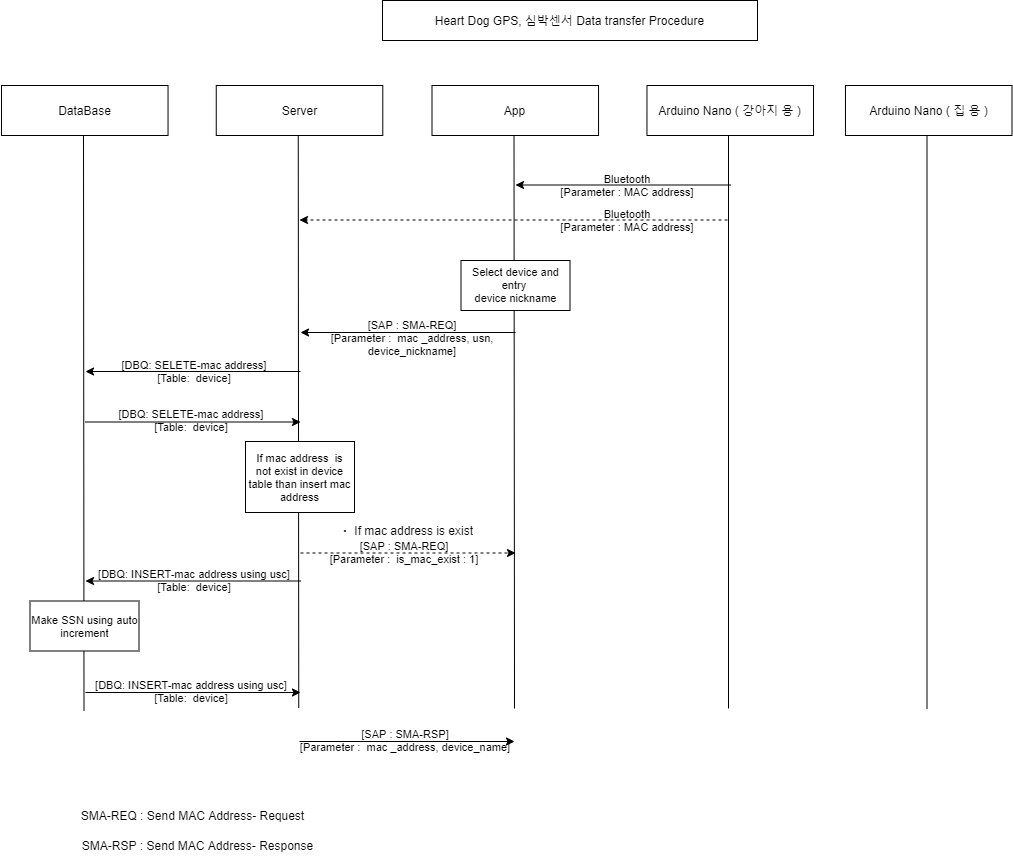 Heart Dog GPS, 심박센서 Data transfer Procedure
DataBase
Server
App
Arduino Nano ( 강아지 용 )
Arduino Nano ( 집 용 )
Bluetooth
[Parameter : MAC address]
Bluetooth
[Parameter : MAC address]
Select device and
entry
device nickname
[SAP : SMA-REQ]
[Parameter :  mac _address, usn,
device_nickname]
[DBQ: SELETE-mac address]
[Table:  device]
[DBQ: SELETE-mac address]
[Table:  device]
If mac address  is
not exist in device
table than insert mac
address
· If mac address is exist
[SAP : SMA-REQ]
[Parameter :  is_mac_exist : 1]
[DBQ: INSERT-mac address using usc]
[Table:  device]
Make SSN using auto
increment
[DBQ: INSERT-mac address using usc]
[Table:  device]
[SAP : SMA-RSP]
[Parameter :  mac _address, device_name]
SMA-REQ : Send MAC Address- Request
SMA-RSP : Send MAC Address- Response